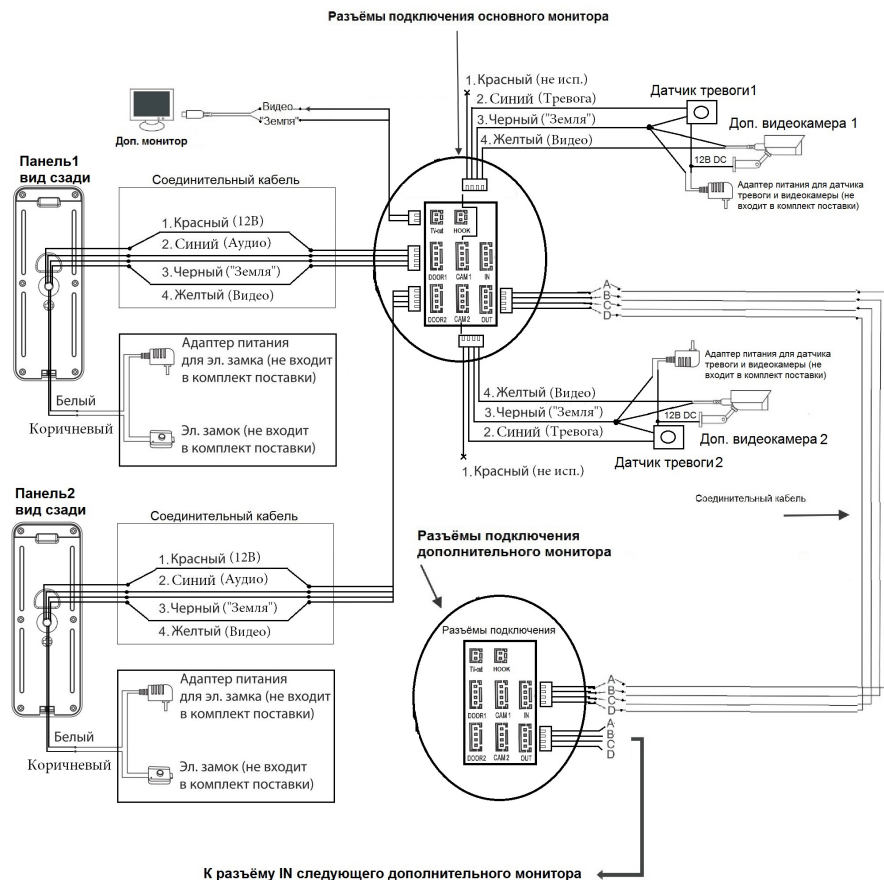 Разъёмы подключения основного монитора
1. Красный (не исп.)
2. Синий (Тревога)
3. Черный ("Земля")
4. Желтый (Видео)
Датчик тревоги1
Доп. видеокамера 1
12В DC
Адаптер питания для датчика
тревоги и видеокамеры (не
входит в комплект поставки)
Видео
"Земля"
Доп. монитор
Панель1
вид сзади
Соединительный кабель
1. Красный (12В)
2. Синий (Аудио)
3. Черный ("Земля")
4. Желтый (Видео)
TV-out HOOK
DOOR1 CAM 1 IN
DOOR2 CAM 2 OUT
A
B
C
D
Адаптер питания
для эл. замка (не входит
в комплект поставки)
Белый
Коричневый
Эл. замок (не входит
в комплект поставки)
Адаптер питания для датчика
тревоги и видеокамеры (не
входит в комплект поставки)
4. Желтый (Видео)
3. Черный ("Земля")
2. Синий (Тревога)
1. Красный (не исп.)
12В DC
Доп. видеокамера 2
Датчик тревоги2
Соединительный кабель
Панель2
вид сзади
Соединительный кабель
1. Красный (12В)
2. Синий (Аудио)
3. Черный ("Земля")
4. Желтый (Видео)
Разъёмы подключения
дополнительного монитора
Разъёмы подключения
TV-out HOOK
DOOR1 CAM 1 IN
DOOR2 CAM 2 OUT
A
B
C
D
A
B
C
D
Адаптер питания
для эл. замка (не входит
в комплект поставки)
Белый
Коричневый
Эл. замок (не входит
в комплект поставки)
К разъёму IN следующего дополнительного монитора